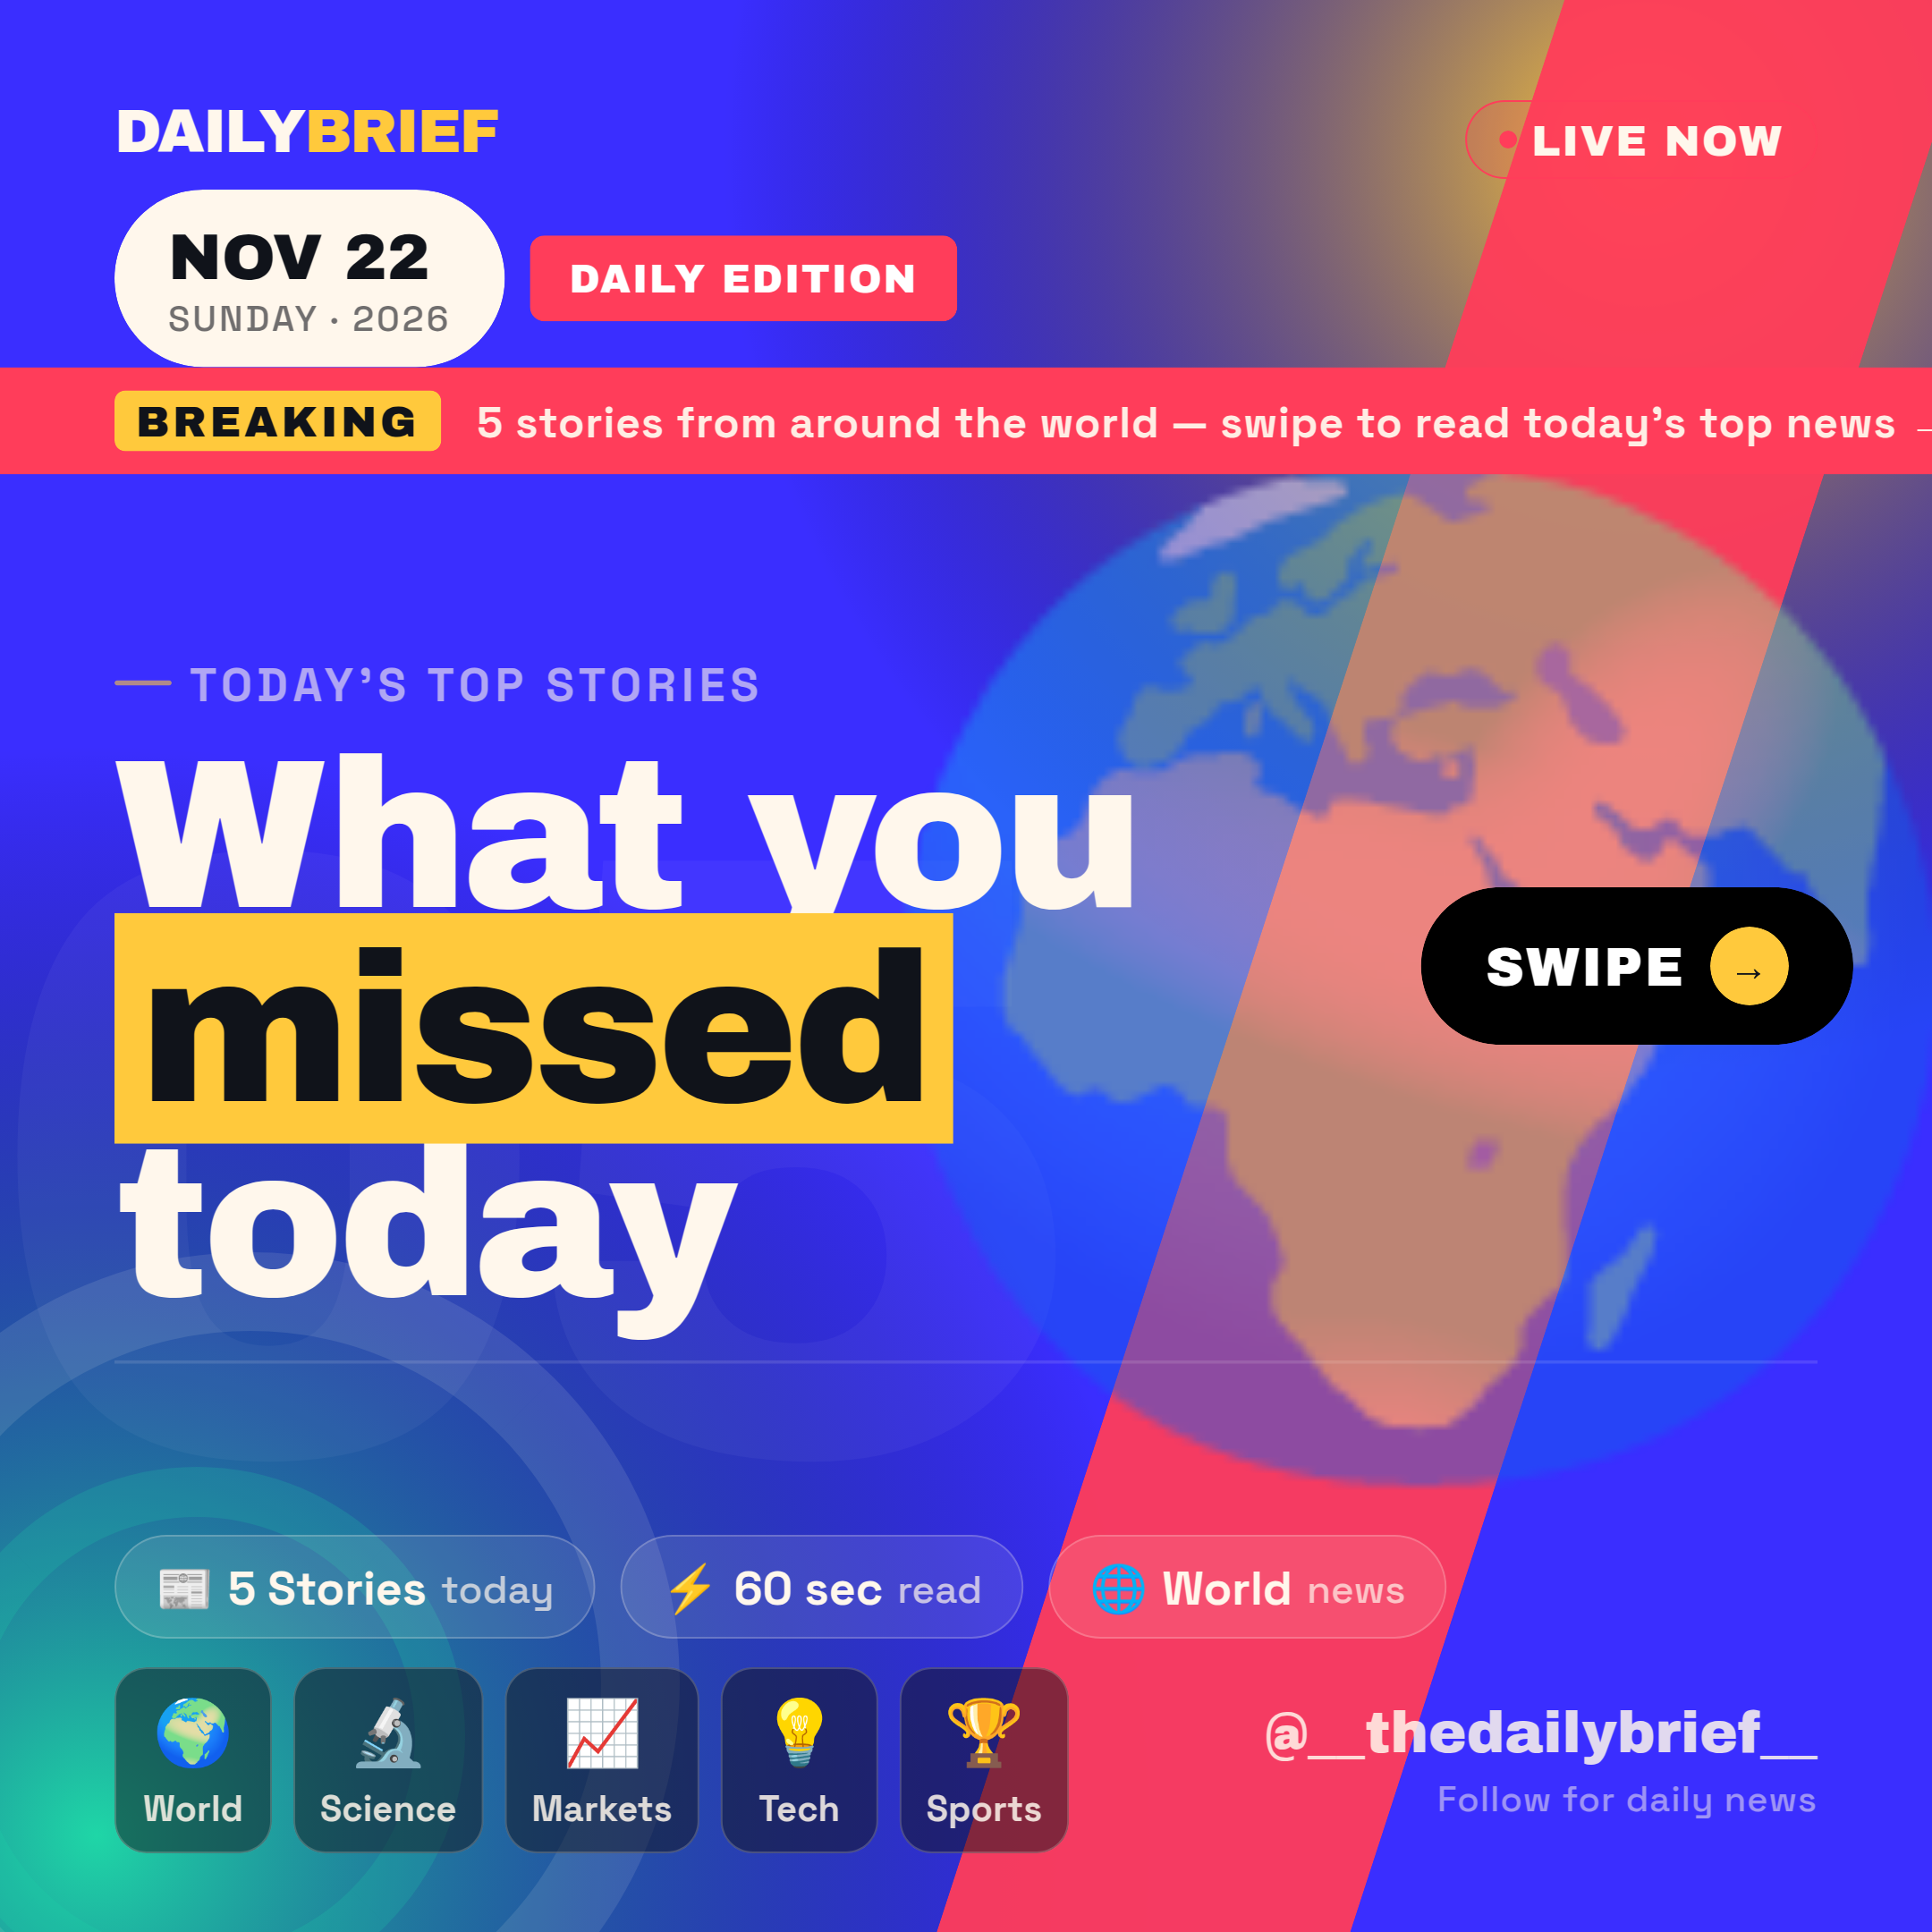 DAILYBRIEF
LIVE NOW
NOV 22
SUNDAY · 2026
DAILY EDITION
BREAKING
5 stories from around the world — swipe to read today’s top news
TODAY’S TOP STORIES
What you
missed
today
SWIPE →
📰 5 Stories today
⚡ 60 sec read
🌐 World news
World
Science
Markets
Tech
Sports
@__thedailybrief__
Follow for daily news